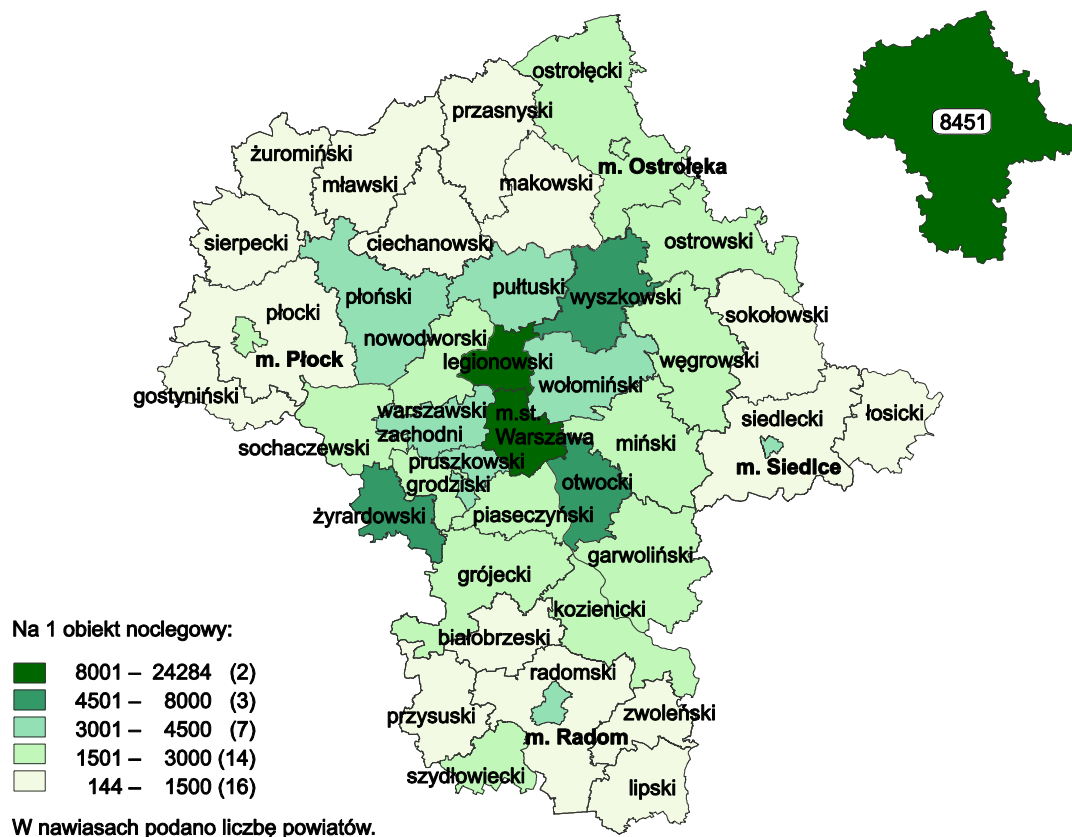 ostrołęcki
przasnyski
8451
żuromiński
m. Ostrołęka
mławski
makowski
sierpecki
ciechanowski
ostrowski
płoński
pułtuski
wyszkowski
płocki
sokołowski
nowodworski
m. Płock
legionowski
węgrowski
wołomiński
gostyniński
warszawski
zachodni
m.st.
Warszawa
siedlecki
łosicki
sochaczewski
miński
pruszkowski
m. Siedlce
grodziski
otwocki
żyrardowski
piaseczyński
garwoliński
grójecki
kozienicki
Na 1 obiekt noclegowy:
białobrzeski
8001 – 24284 (2)
radomski
4501 – 8000 (3)
przysuski
zwoleński
3001 – 4500 (7)
m. Radom
1501 – 3000 (14)
szydłowiecki
144 – 1500 (16)
lipski
W nawiasach podano liczbę powiatów.